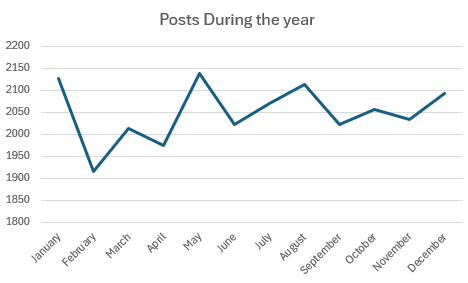 Posts During the year
2200
2150
2100
2050
2000
1950
1900
1850
1800
January
February
March
April
May
June
July
August
September
October
November
December